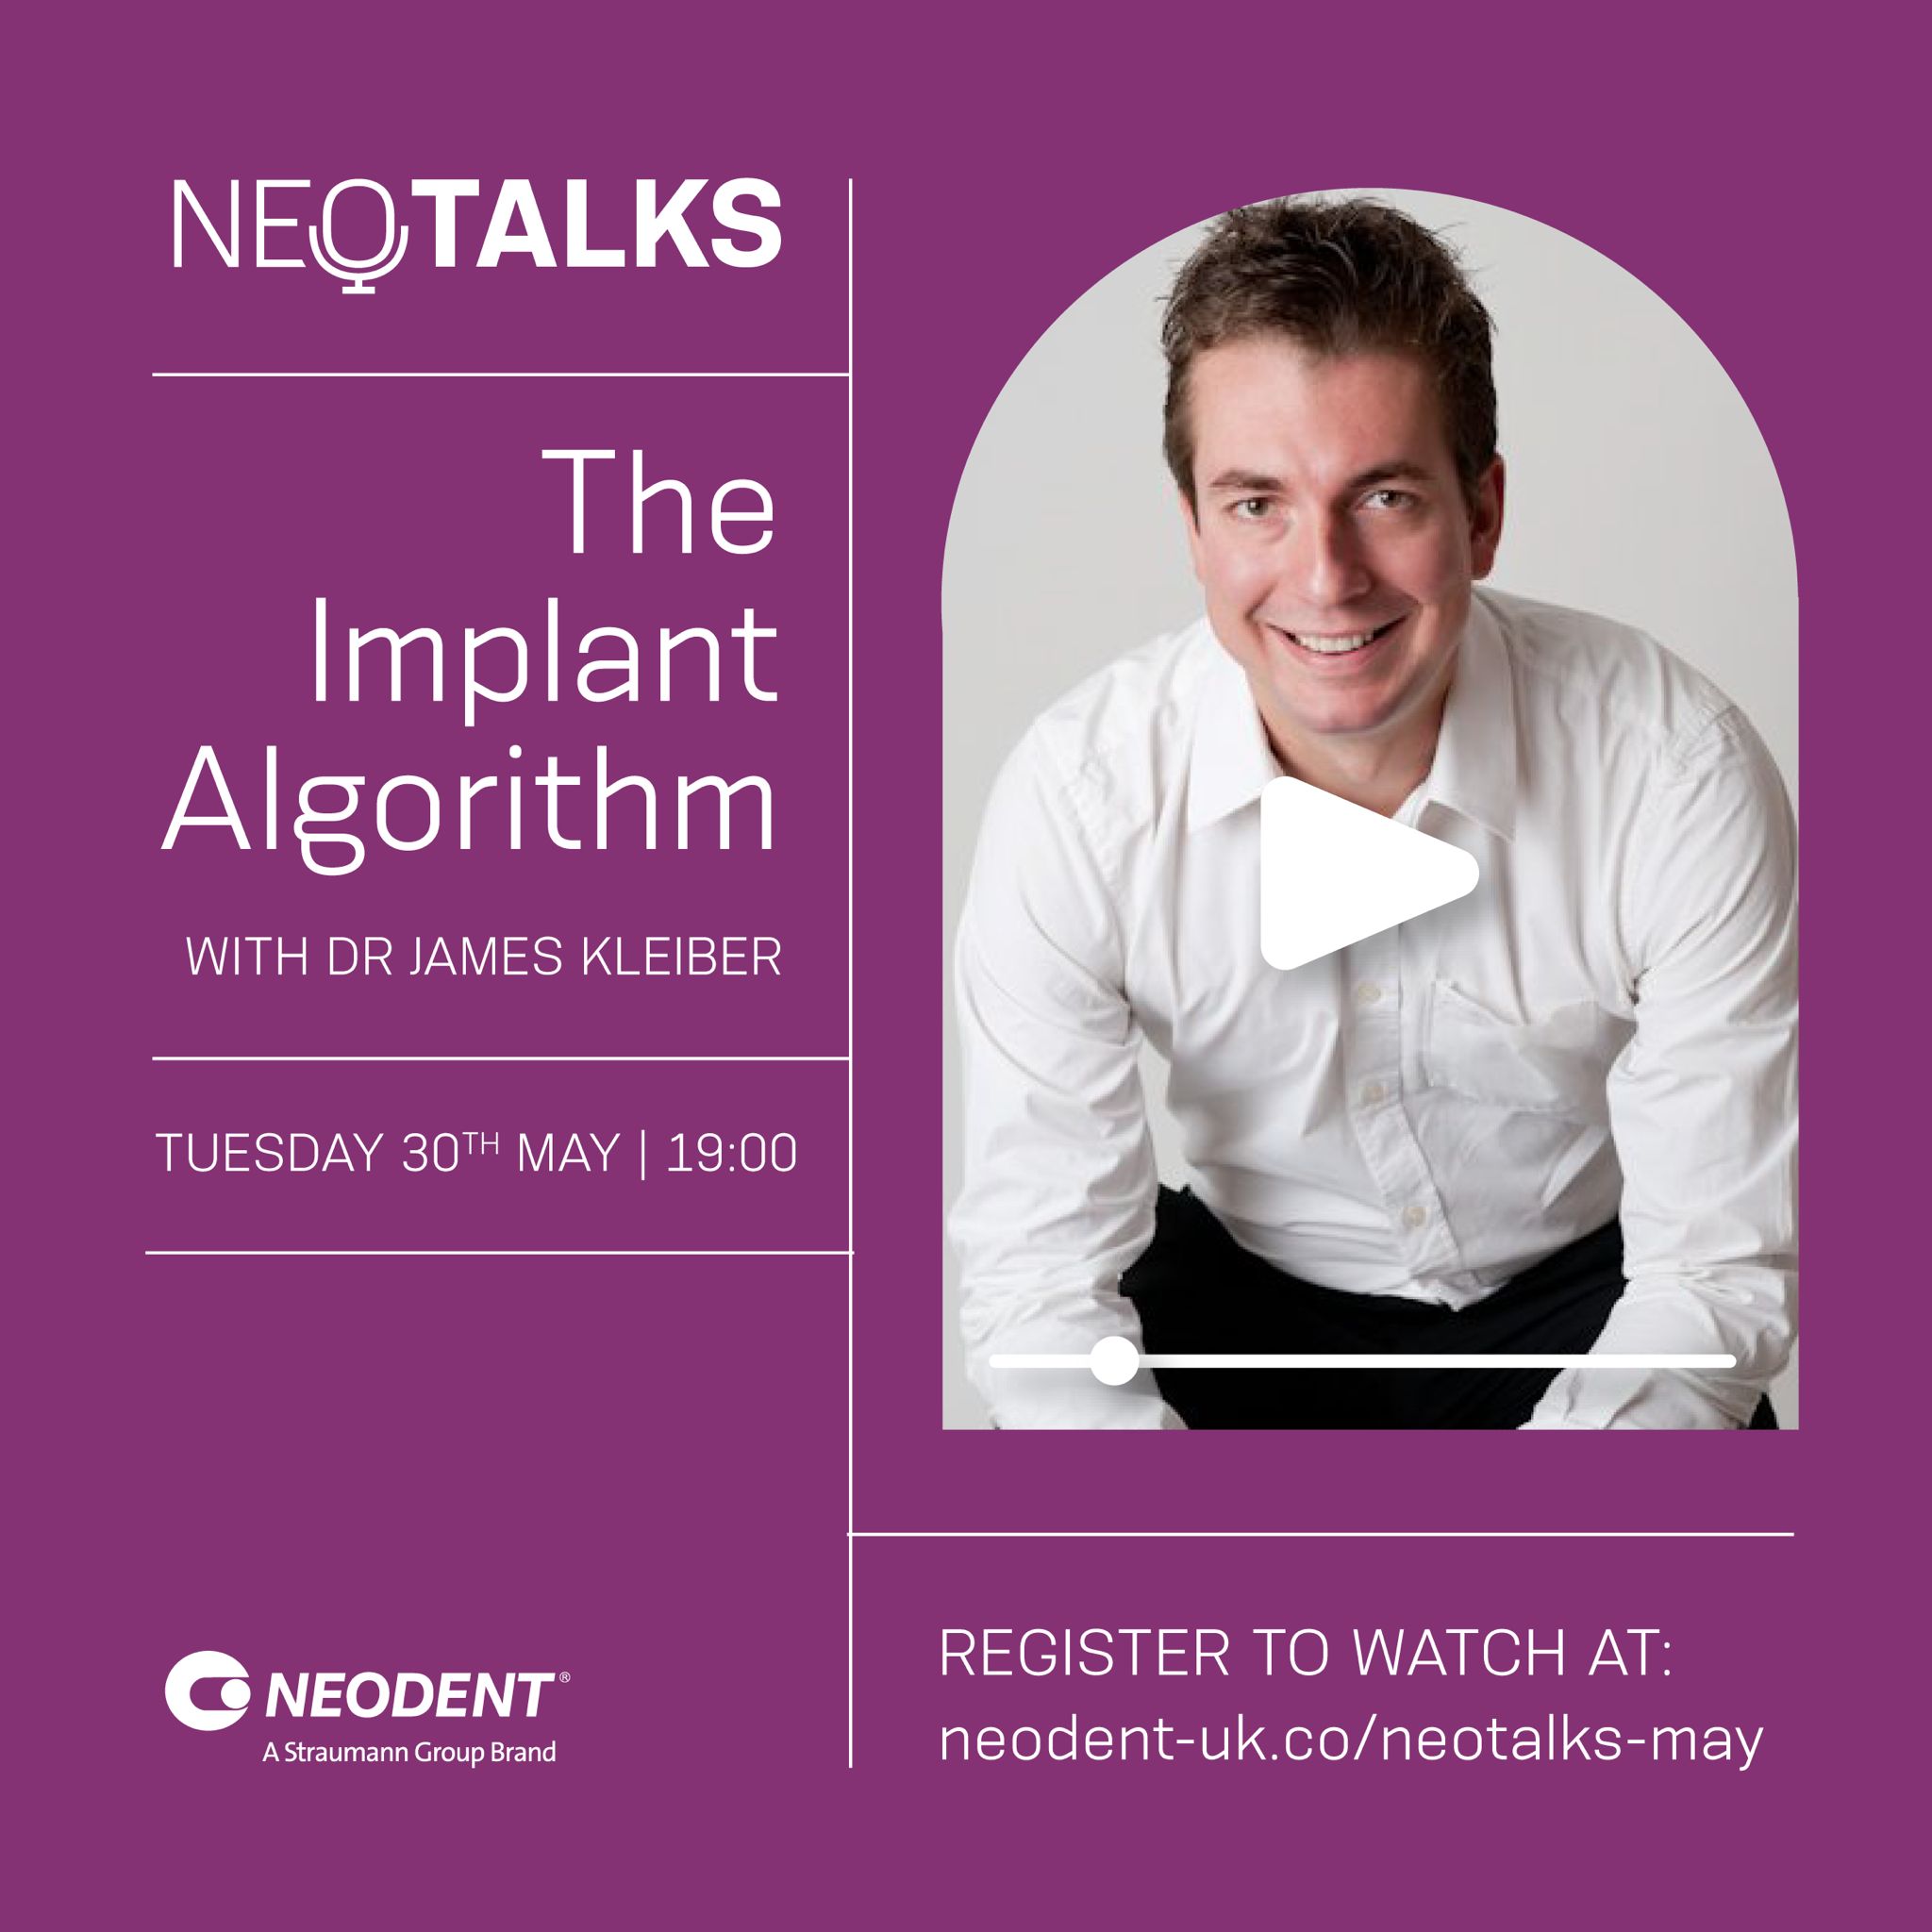 NEOTALKS
The
Implant
Algorithm
WITH DR JAMES KLEIBER
TUESDAY 30TH MAY | 19:00
NEODENT®
A Straumann Group Brand
REGISTER TO WATCH AT:
neodent-uk.co/neotalks-may